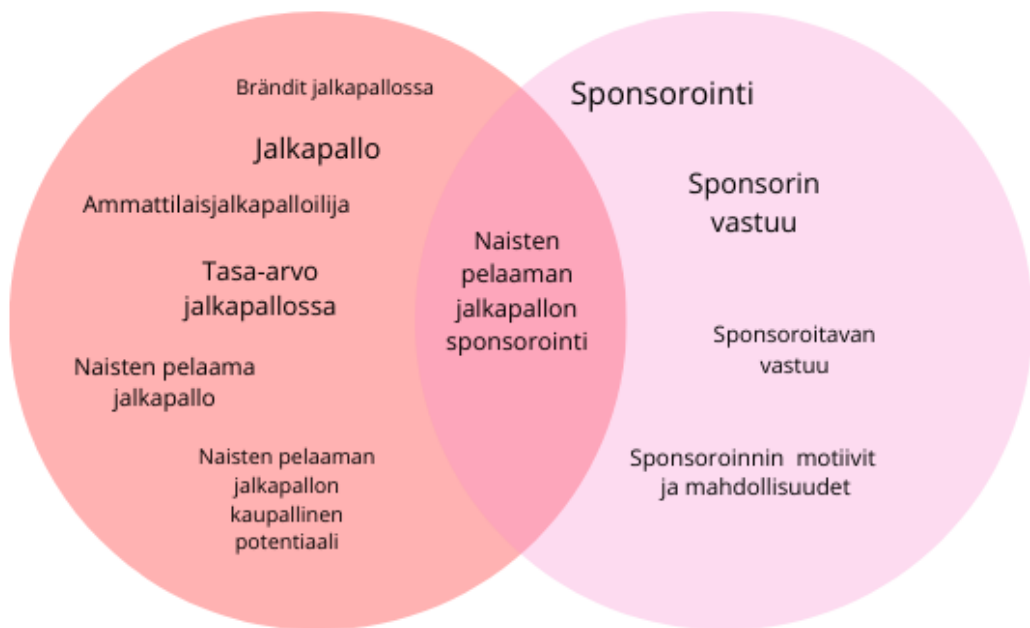 Brändit jalkapallossa
Jalkapallo
Ammattilaisjalkapalloilija
Tasa-arvo
jalkapallossa
Naisten pelaama
jalkapallo
Naisten pelaaman
jalkapallon
kaupallinen
potentiaali
Naisten
pelaaman
jalkapallon
sponsorointi
Sponsorointi
Sponsorin
vastuu
Sponsoroitavan
vastuu
Sponsoroinnin motiivit
ja mahdollisuudet